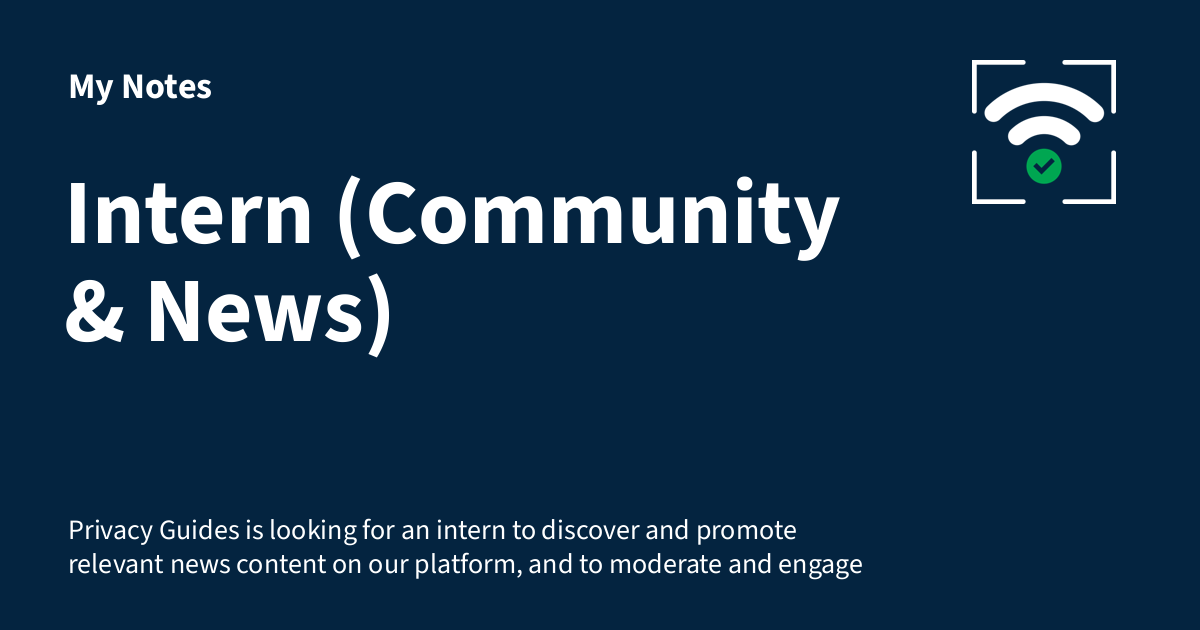 My Notes
Intern (Community
& News)
Privacy Guides is looking for an intern to discover and promote
relevant news content on our platform, and to moderate and engage